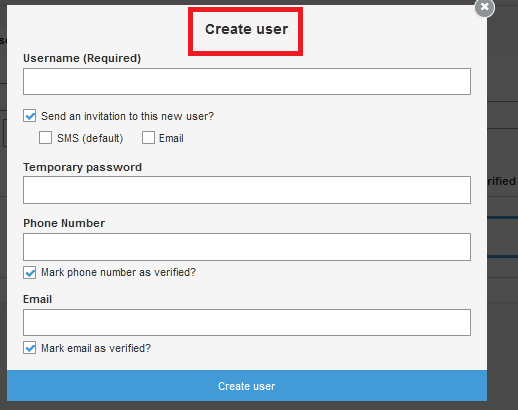 Create user
Username (Required)
Send an invitation to this new user?
SMS (default) Email
Temporary password
Phone Number
Mark phone number as verified?
rified
Email
Mark email as verified?
Create user